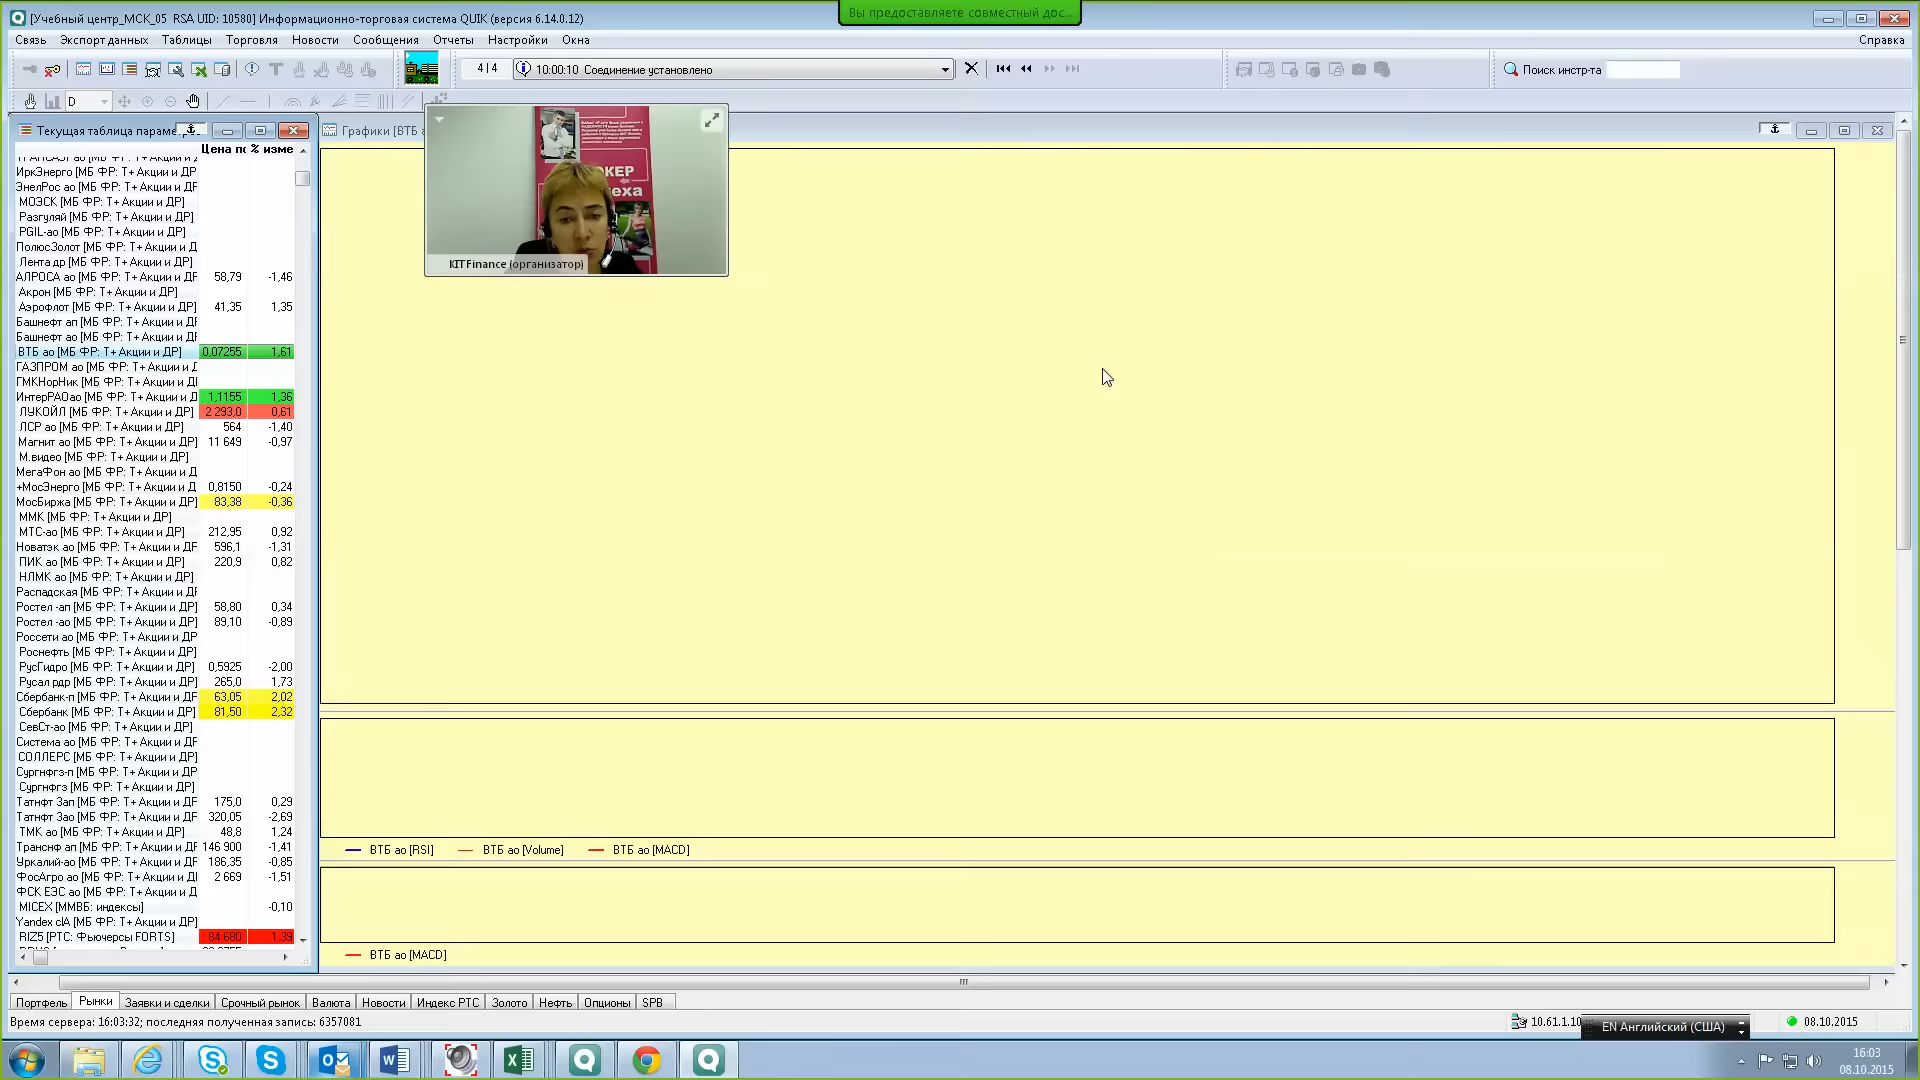 Вы предоставляете совместный дос...
[Учебный центр_МСК_05 RSA UID: 10580] Информационно-торговая система QUIK (версия 6.14.0.12)
Связь Экспорт данных Таблицы Торговля Новости Сообщения Отчеты Настройки Окна Справка
4|4 10:00:10 Соединение установлено Поиск инстр-та
D
Текущая таблица параме
Графики [ВТБ а
Цена по % изме
ИркЭнерго [МБ ФР: Т+ Акции и ДР
ЭнелРос ао [МБ ФР: Т+ Акции и ДР
МОЭСК [МБ ФР: Т+ Акции и ДР]
Разгуляй [МБ ФР: Т+ Акции и ДР]
PGIL-ао [МБ ФР: Т+ Акции и ДР]
ПолюсЗолот [МБ ФР: Т+ Акции и Д
Лента др [МБ ФР: Т+ Акции и ДР]
АЛРОСА ао [МБ ФР: Т+ Акции и ДР] 58,79 -1,46
Акрон [МБ ФР: Т+ Акции и ДР]
Аэрофлот [МБ ФР: Т+ Акции и ДР] 41,35 1,35
Башнефт ап [МБ ФР: Т+ Акции и ДР
Башнефт ао [МБ ФР: Т+ Акции и ДР
ВТБ ао [МБ ФР: Т+ Акции и ДР] 0,07255 1,61
ГАЗПРОМ ао [МБ ФР: Т+ Акции и Д
ГМКНорНик [МБ ФР: Т+ Акции и ДР]
ИнтерРАОао [МБ ФР: Т+ Акции и Д 1,1155 1,36
ЛУКОЙЛ [МБ ФР: Т+ Акции и ДР] 2 293,0 0,61
ЛСР ао [МБ ФР: Т+ Акции и ДР] 564 -1,40
Магнит ао [МБ ФР: Т+ Акции и ДР] 11 649 -0,97
М.видео [МБ ФР: Т+ Акции и ДР]
МегаФон ао [МБ ФР: Т+ Акции и Д
+МосЭнерго [МБ ФР: Т+ Акции и Д 0,8150 -0,24
МосБиржа [МБ ФР: Т+ Акции и ДР] 83,38 -0,36
ММК [МБ ФР: Т+ Акции и ДР]
МТС-ао [МБ ФР: Т+ Акции и ДР] 212,95 0,92
Новатэк ао [МБ ФР: Т+ Акции и ДР 596,1 -1,31
ПИК ао [МБ ФР: Т+ Акции и ДР] 220,9 0,82
НЛМК ао [МБ ФР: Т+ Акции и ДР]
Распадская [МБ ФР: Т+ Акции и ДР
Ростел -ап [МБ ФР: Т+ Акции и ДР] 58,80 0,34
Ростел -ао [МБ ФР: Т+ Акции и ДР] 89,10 -0,89
Россети ао [МБ ФР: Т+ Акции и ДР
Роснефть [МБ ФР: Т+ Акции и ДР]
РусГидро [МБ ФР: Т+ Акции и ДР] 0,5925 -2,00
Русал рдр [МБ ФР: Т+ Акции и ДР] 265,0 1,73
Сбербанк-п [МБ ФР: Т+ Акции и ДР 63,05 2,02
Сбербанк [МБ ФР: Т+ Акции и ДР] 81,50 2,32
СевСт-ао [МБ ФР: Т+ Акции и ДР]
Система ао [МБ ФР: Т+ Акции и ДР
СОЛЛЕРС [МБ ФР: Т+ Акции и ДР]
Сургнфгз-п [МБ ФР: Т+ Акции и ДР
Сургнфгз [МБ ФР: Т+ Акции и ДР]
Татнфт 3ап [МБ ФР: Т+ Акции и ДР 175,0 0,29
Татнфт 3ао [МБ ФР: Т+ Акции и ДР 320,05 -2,69
ТМК ао [МБ ФР: Т+ Акции и ДР] 48,8 1,24
Транснф ап [МБ ФР: Т+ Акции и ДР 146 900 -1,41
Уркалий-ао [МБ ФР: Т+ Акции и ДР 186,35 -0,85
ФосАгро ао [МБ ФР: Т+ Акции и ДР 2 669 -1,51
ФСК ЕЭС ао [МБ ФР: Т+ Акции и ДР
MICEX [ММВБ: индексы] -0,10
Yandex clA [МБ ФР: Т+ Акции и ДР]
RIZ5 [РТС: Фьючерсы FORTS] 84 680 1,39
KITFinance (организатор)
ВТБ ао [RSI] ВТБ ао [Volume] ВТБ ао [MACD]
ВТБ ао [MACD]
Портфель Рынки Заявки и сделки Срочный рынок Валюта Новости Индекс РТС Золото Нефть Опционы SPB
Время сервера: 16:03:32; последняя полученная запись: 6357081
10.61.1.10
EN Английский (США)
08.10.2015
16:03
08.10.2015